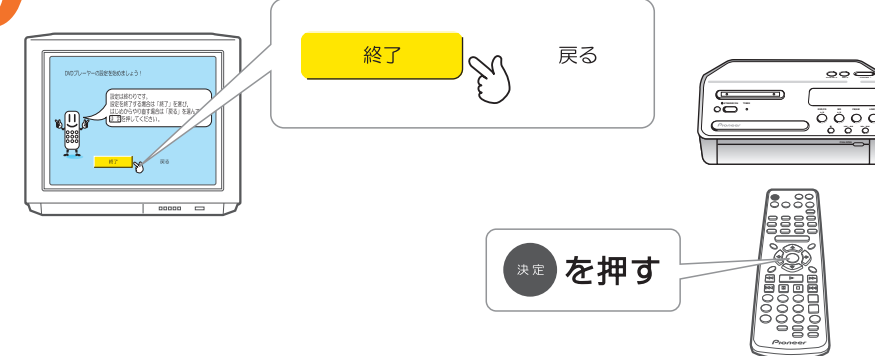 終了
戻る
DVDプレーヤーの設定を始めましょう！
設定は終わりです。
設定を終了する場合は「終了」を選び、
はじめからやり直す場合は「戻る」を選んで
を押してください。
終了
戻る
Pioneer
決定 を押す
Pioneer